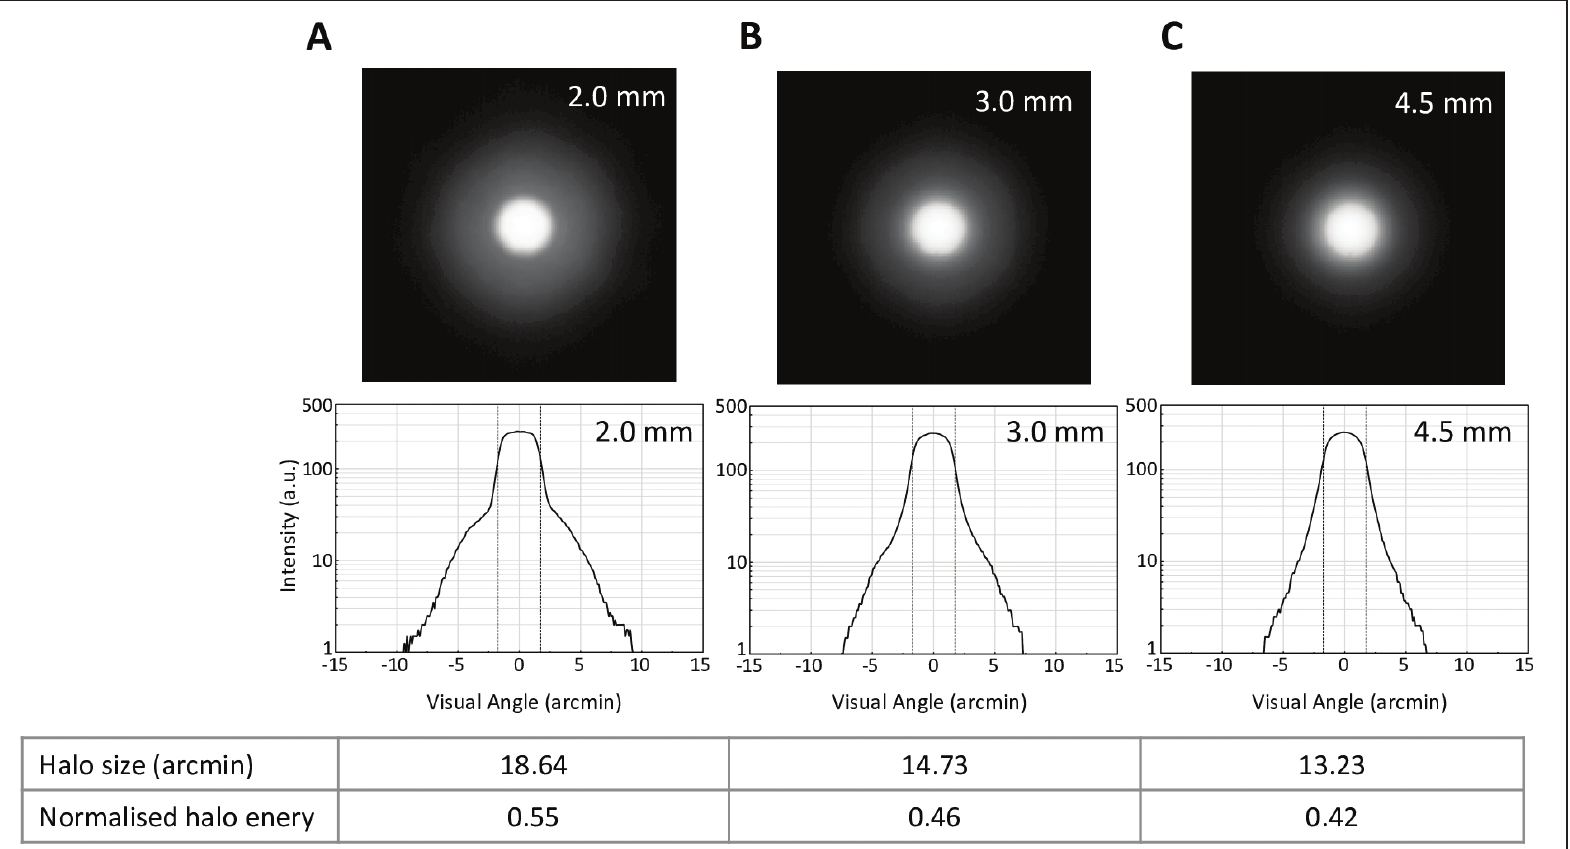 A
B
C
2.0 mm
3.0 mm
4.5 mm
500
100
10
1
Intensity (a.u.)
2.0 mm
-15 -10 -5 0 5 10 15
Visual Angle (arcmin)
500
100
10
1
3.0 mm
-15 -10 -5 0 5 10 15
Visual Angle (arcmin)
500
100
10
1
4.5 mm
-15 -10 -5 0 5 10 15
Visual Angle (arcmin)
Halo size (arcmin) 18.64 14.73 13.23
Normalised halo enery 0.55 0.46 0.42